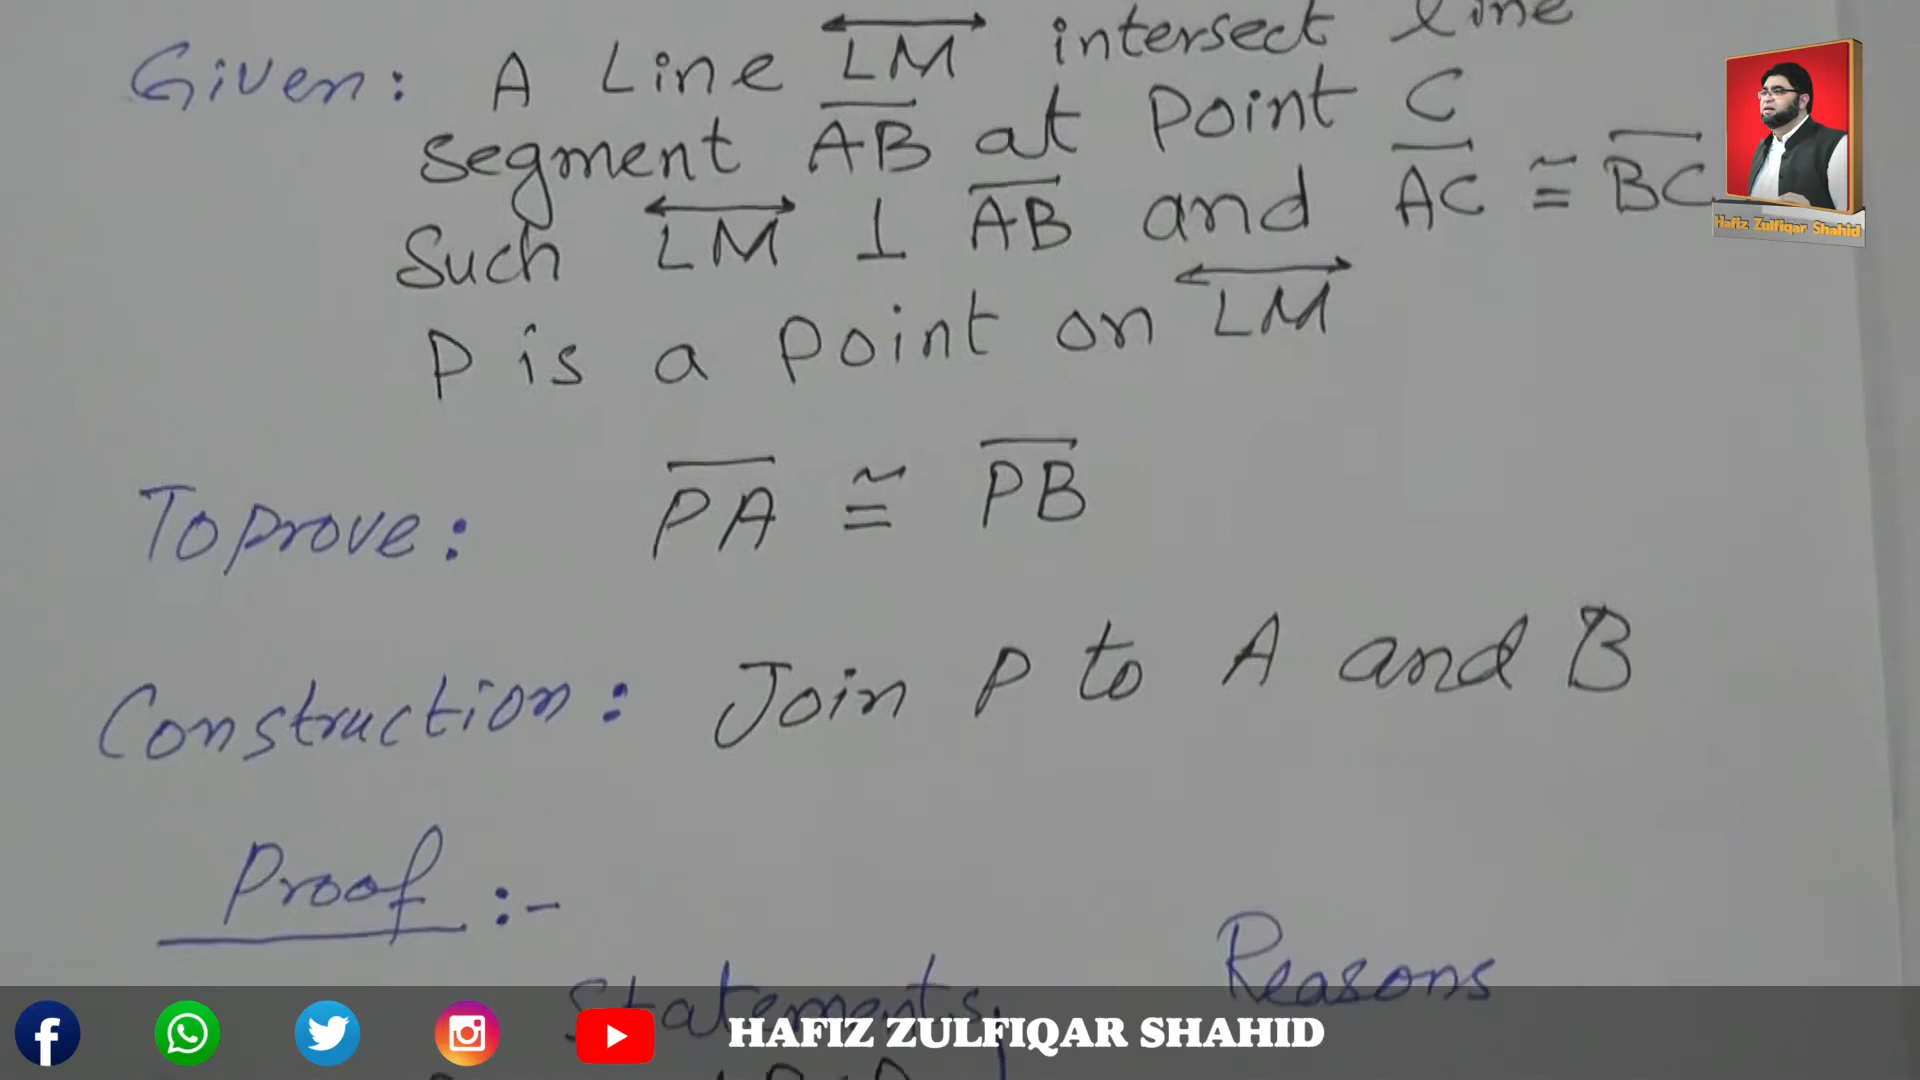 Given: A Line LM intersect line
segment AB at Point C
Such LM ⊥ AB and AC ≅ BC
P is a Point on LM
To prove: PA ≅ PB
Construction: Join P to A and B
Proof :-
Statements Reasons
Hafiz Zulfiqar Shahid
HAFIZ ZULFIQAR SHAHID